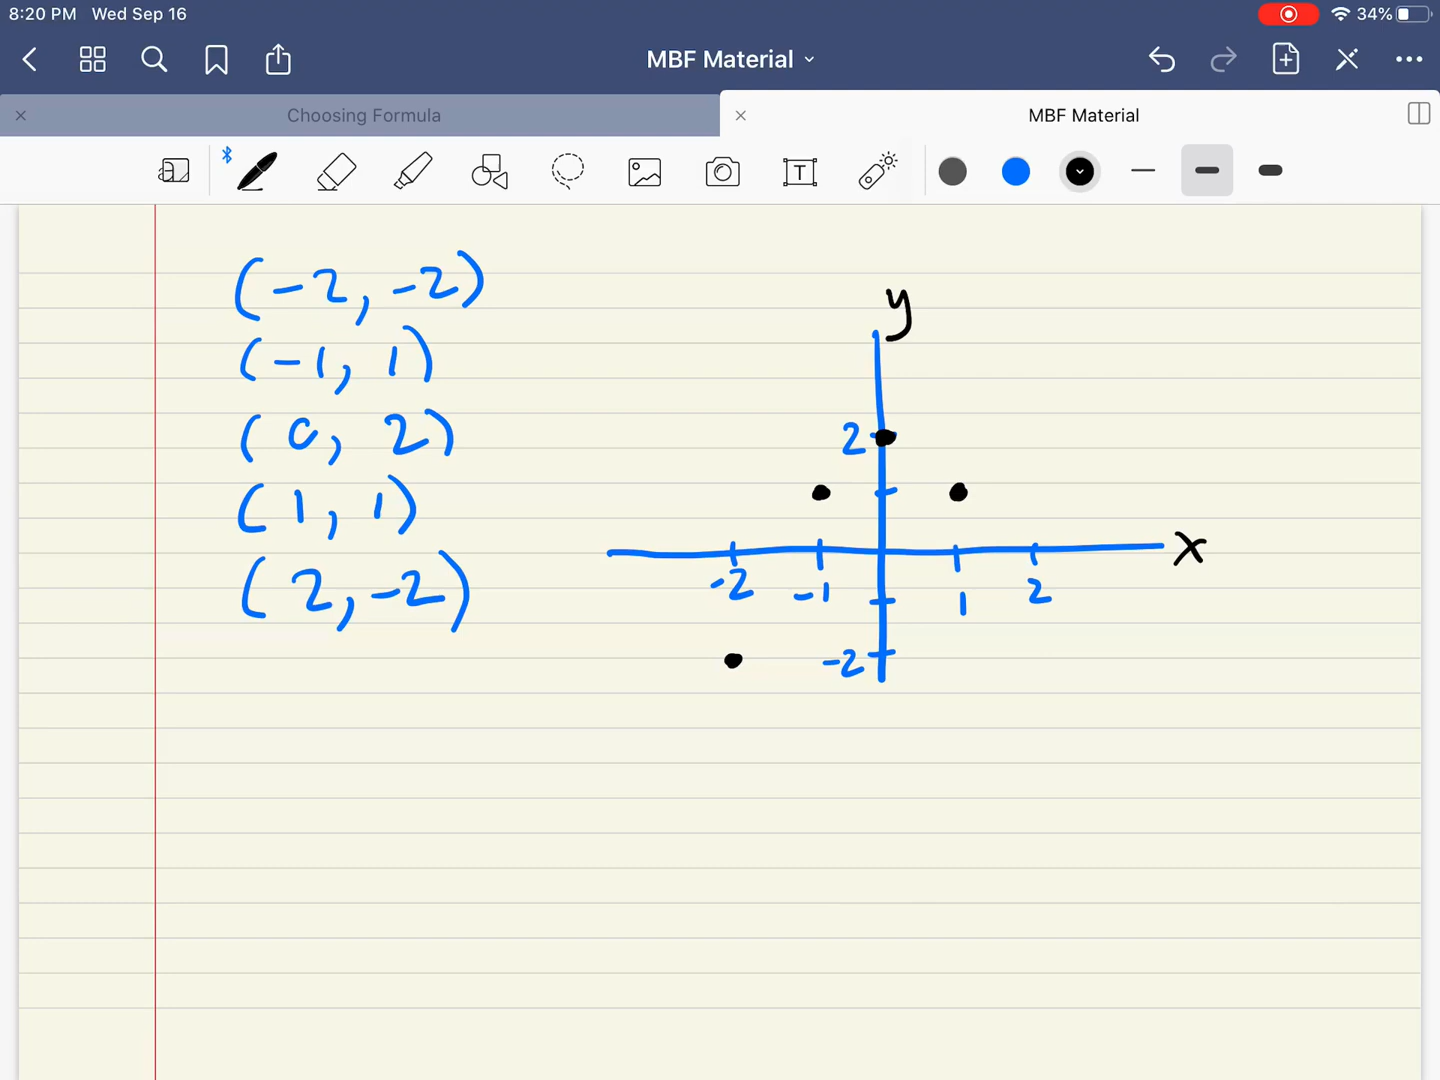 8:20 PM Wed Sep 16 34%
MBF Material
Choosing Formula
MBF Material
T
(-2, -2)
(-1, 1)
(0, 2)
(1, 1)
(2, -2)
y
2
x
-2 -1 1 2
-2